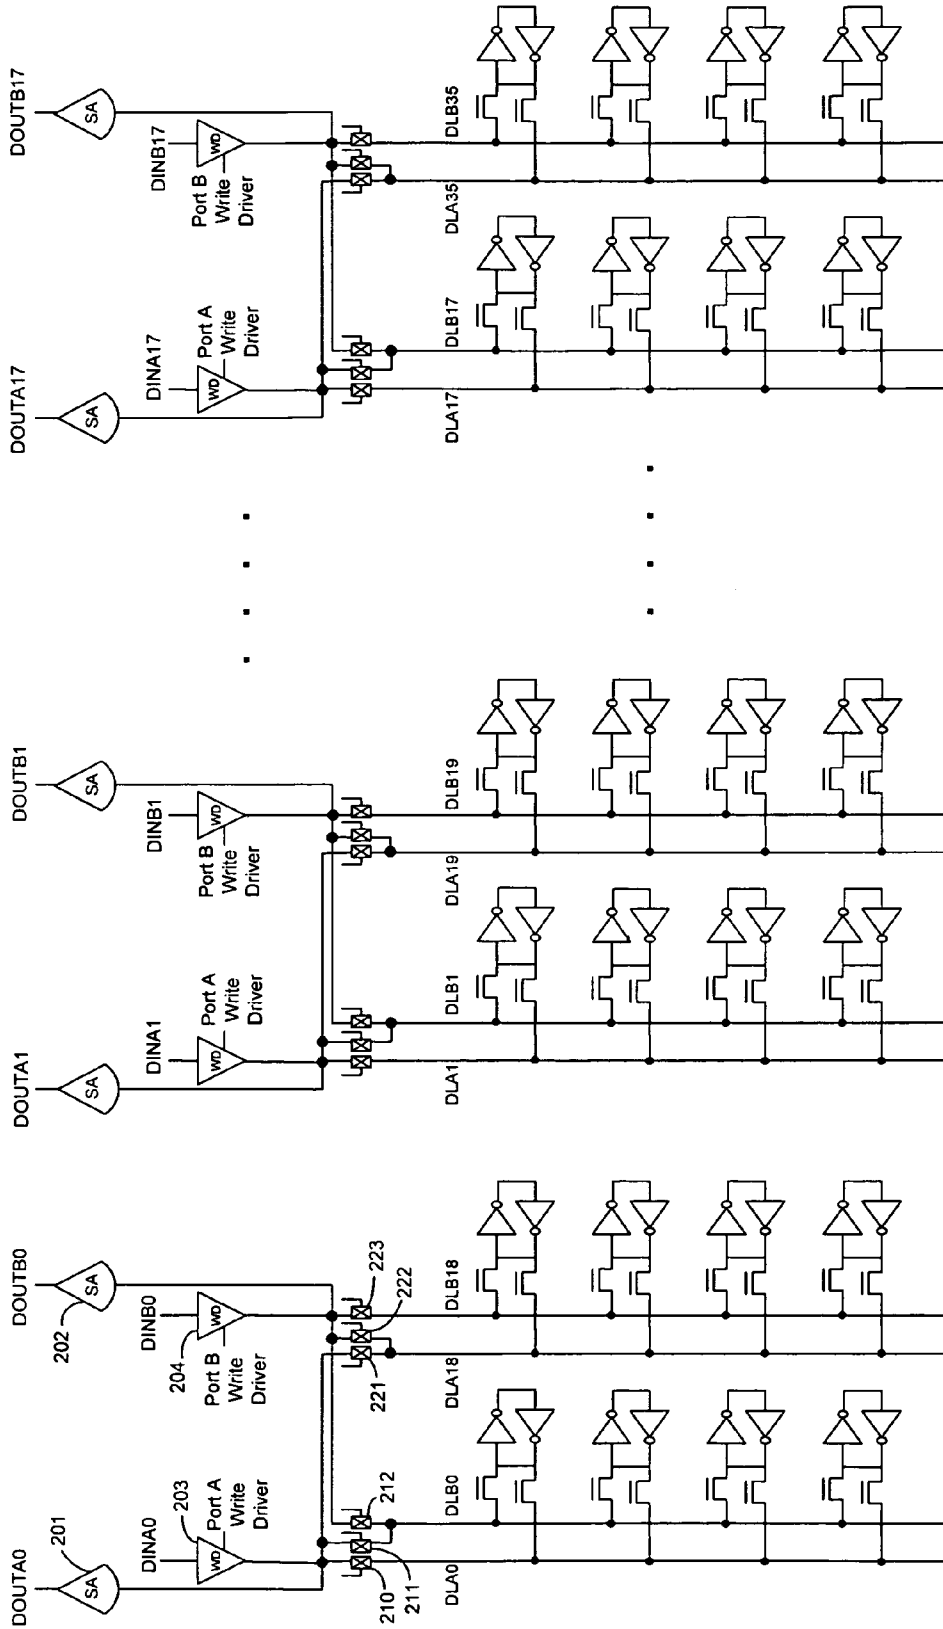 DOUTA0
DOUTB0
DOUTA1
DOUTB1
DOUTA17
DOUTB17
SA
201
SA
202
SA
SA
SA
SA
DINA0
DINB0
DINA1
DINB1
DINA17
DINB17
WD
203
Port A
Write
Driver
WD
204
Port B
Write
Driver
WD
Port A
Write
Driver
WD
Port B
Write
Driver
WD
Port A
Write
Driver
WD
Port B
Write
Driver
210
211
212
221
222
223
DLA0
DLB0
DLA18
DLB18
DLA1
DLB1
DLA19
DLB19
DLA17
DLB17
DLA35
DLB35